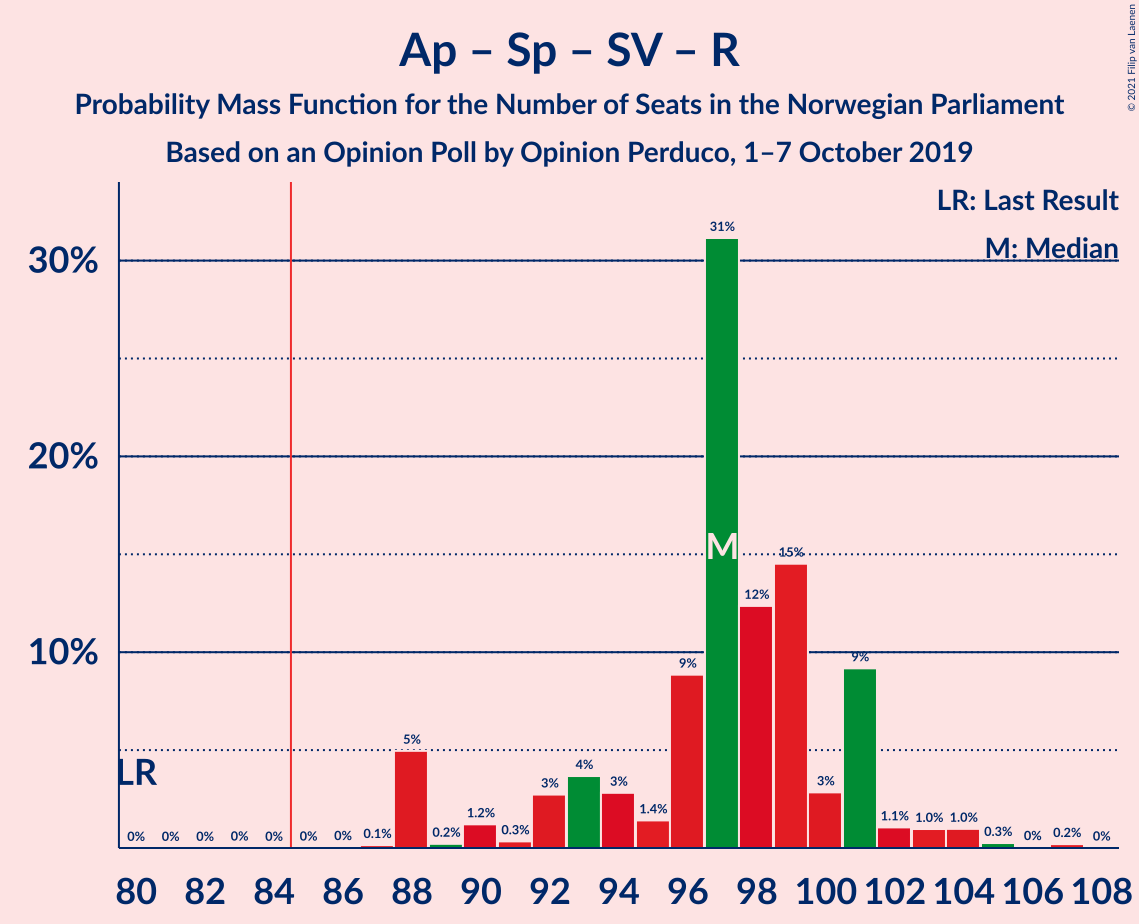 Ap – Sp – SV – R
Probability Mass Function for the Number of Seats in the Norwegian Parliament
Based on an Opinion Poll by Opinion Perduco, 1–7 October 2019
© 2021 Filip van Laenen
LR: Last Result
M: Median
30%
20%
10%
LR
M
0% 0% 0% 0% 0% 0% 0% 0.1% 5% 0.2% 1.2% 0.3% 3% 4% 3% 1.4% 9% 31% 12% 15% 3% 9% 1.1% 1.0% 1.0% 0.3% 0% 0.2% 0%
80 82 84 86 88 90 92 94 96 98 100 102 104 106 108